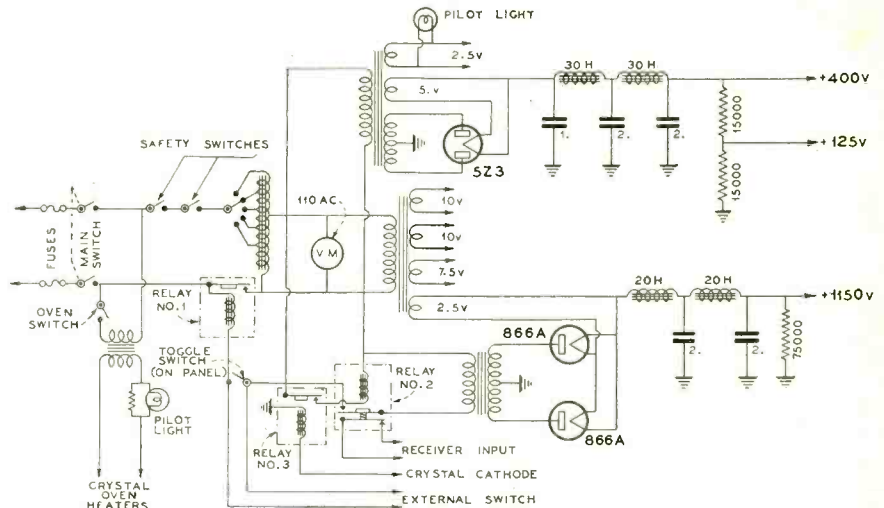 PILOT LIGHT
2.5V
30 H
30 H
+400V
5.V
1.
2.
2.
15000
+125V
SAFETY SWITCHES
5Z3
15000
110 AC
10V
FUSES
MAIN
SWITCH
V.M
10V
7.5V
20H
20H
+1150V
RELAY
NO.1
2.5V
OVEN
SWITCH
866A
2.
2.
75000
TOGGLE
SWITCH
(ON PANEL)
RELAY
NO.2
PILOT
LIGHT
RELAY
NO.3
866A
RECEIVER INPUT
CRYSTAL CATHODE
CRYSTAL
OVEN
HEATERS
EXTERNAL SWITCH